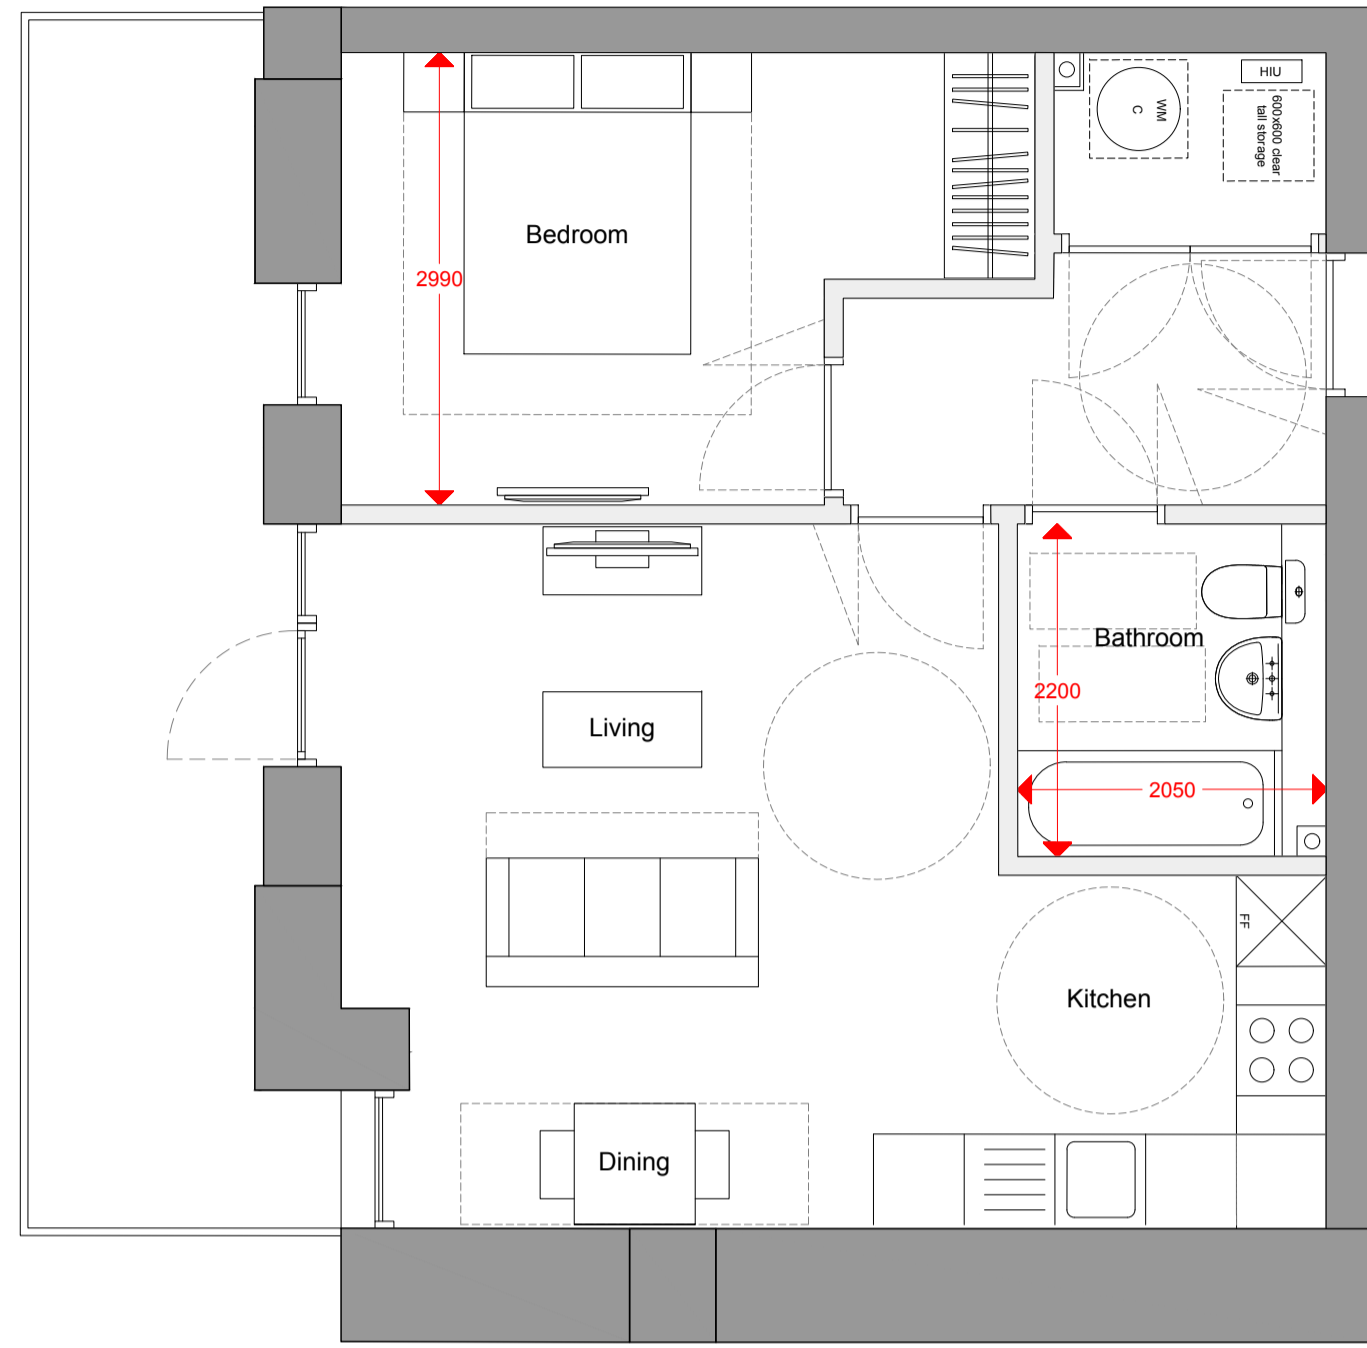 HIU
WM
C
600x600 clear
tall storage
Bedroom
2990
Bathroom
2200
Living
2050
FF
Kitchen
Dining